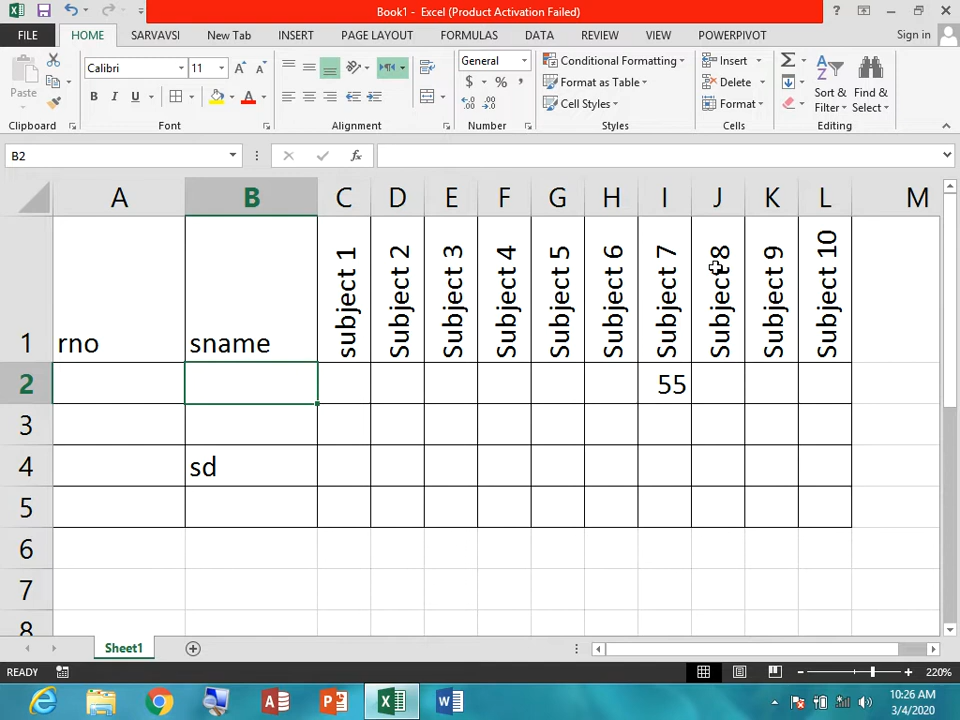 Book1 - Excel (Product Activation Failed)
FILE HOME SARVAVSI New Tab INSERT PAGE LAYOUT FORMULAS DATA REVIEW VIEW POWERPIVOT Sign in
Paste Calibri 11 General Conditional Formatting Insert
B I U A $ % , Format as Table Delete Sort & Find &
Cell Styles Format Filter Select
Clipboard Font Alignment Number Styles Cells Editing
B2 fx
A B C D E F G H I J K L M
1 rno sname subject 1 Subject 2 Subject 3 Subject 4 Subject 5 Subject 6 Subject 7 Subject 8 Subject 9 Subject 10
2 55
3
4 sd
5
6
7
8
Sheet1
READY 220%
10:26 AM
3/4/2020